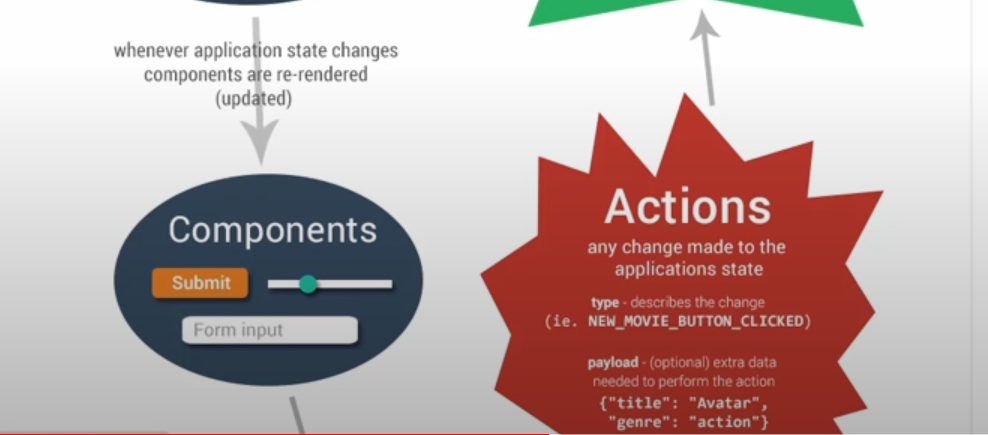 whenever application state changes
components are re-rendered
(updated)
Components
Submit
Form input
Actions
any change made to the
applications state
type - describes the change
(ie. NEW_MOVIE_BUTTON_CLICKED)
payload - (optional) extra data
needed to perform the action
{"title": "Avatar",
"genre": "action"}